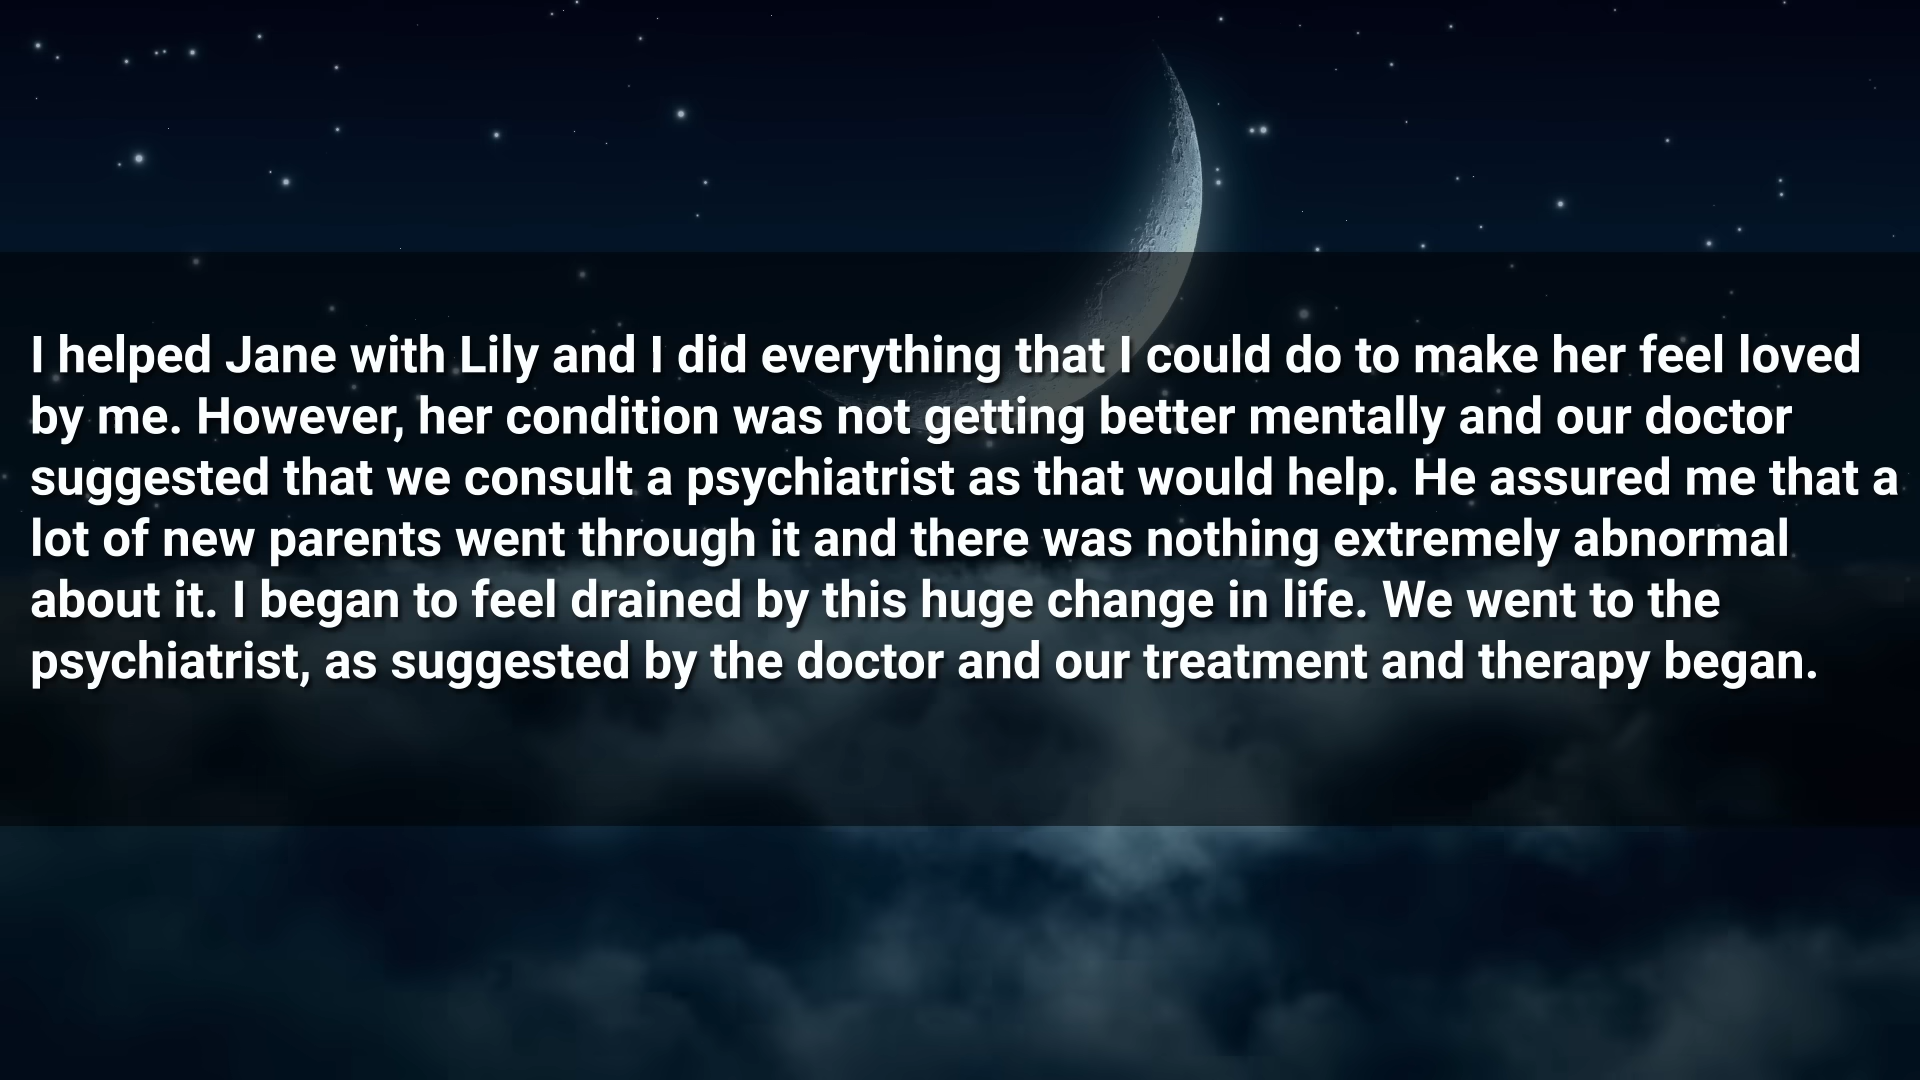 I helped Jane with Lily and I did everything that I could do to make her feel loved
by me. However, her condition was not getting better mentally and our doctor
suggested that we consult a psychiatrist as that would help. He assured me that a
lot of new parents went through it and there was nothing extremely abnormal
about it. I began to feel drained by this huge change in life. We went to the
psychiatrist, as suggested by the doctor and our treatment and therapy began.